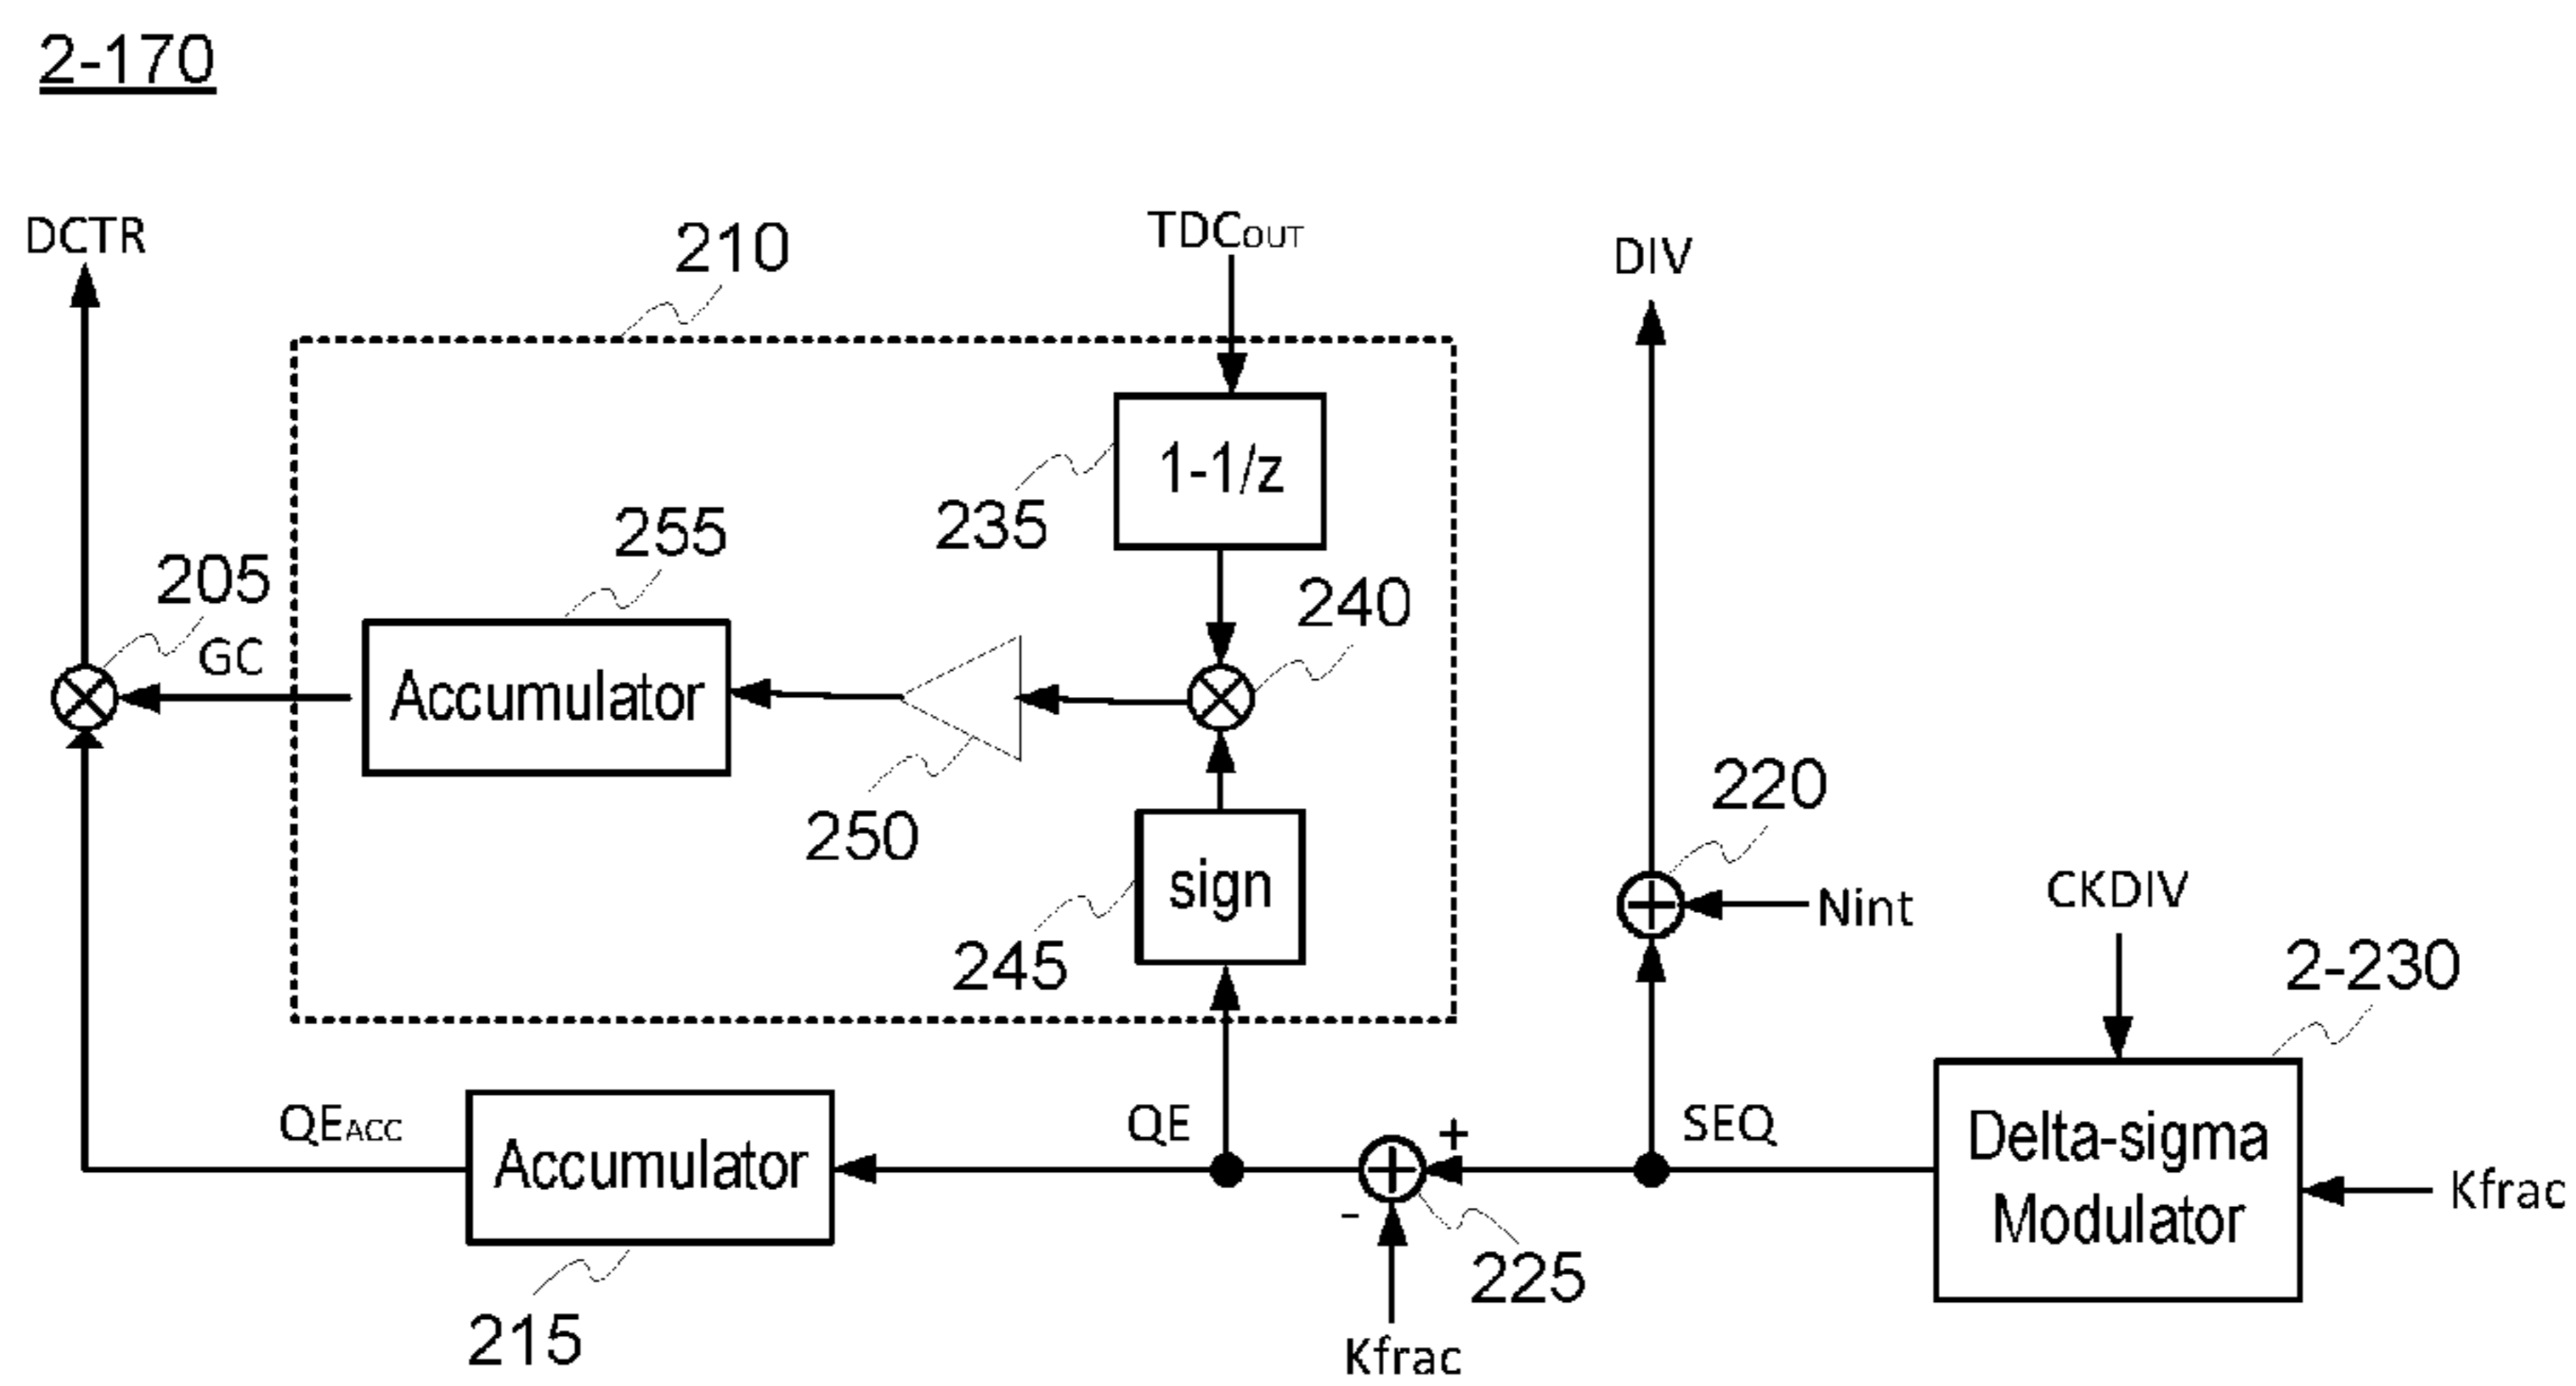 2-170
DCTR
210
TDCOUT
DIV
1-1/z
235
255
205
GC
240
Accumulator
250
220
sign
245
Nint
CKDIV
2-230
QEACC
Accumulator
QE
+
SEQ
Delta-sigma
Modulator
Kfrac
-
225
215
Kfrac